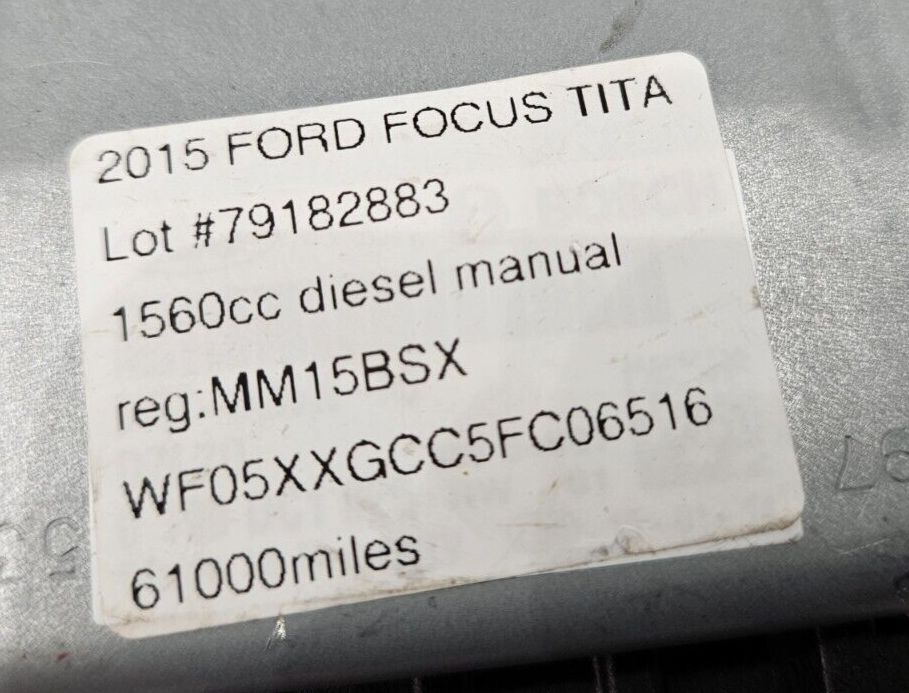 2015 FORD FOCUS TITA
Lot #79182883
1560cc diesel manual
reg:MM15BSX
WF05XXGCC5FC06516
61000miles